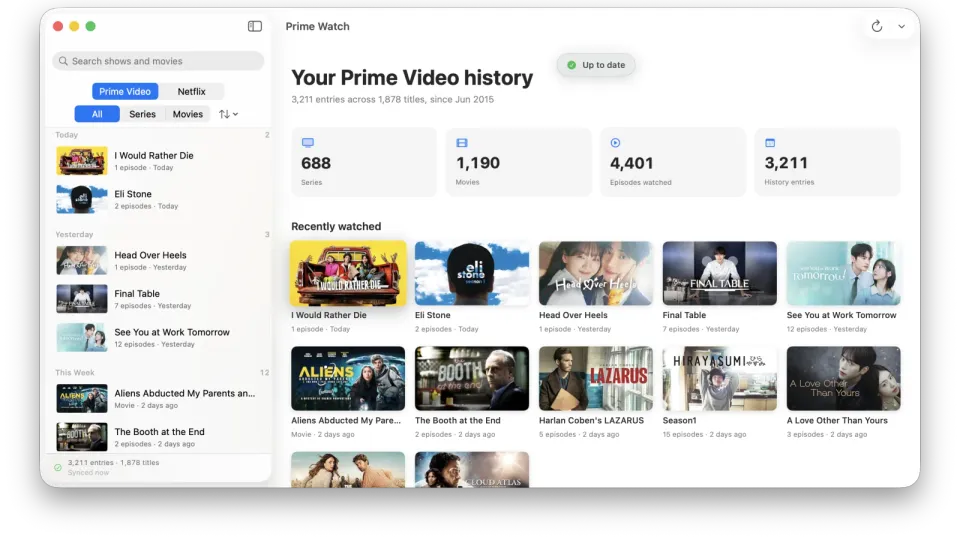 Prime Watch
Search shows and movies
Prime Video
Netflix
All
Series
Movies
Today
2
I Would Rather Die
1 episode · Today
Eli Stone
2 episodes · Today
Yesterday
3
Head Over Heels
1 episode · Yesterday
Final Table
7 episodes · Yesterday
See You at Work Tomorrow
12 episodes · Yesterday
This Week
12
Aliens Abducted My Parents an...
Movie · 2 days ago
The Booth at the End
2 episodes · 2 days ago
3,211 entries · 1,878 titles
Synced now
Up to date
Your Prime Video history
3,211 entries across 1,878 titles, since Jun 2015
688
Series
1,190
Movies
4,401
Episodes watched
3,211
History entries
Recently watched
I WOULD RATHER DIE
I Would Rather Die
1 episode · Today
eli
stone
season 1
Eli Stone
2 episodes · Today
Head Over Heels
Head Over Heels
1 episode · Yesterday
FINAL TABLE
Final Table
7 episodes · Yesterday
TOMORROW!
See You at Work Tomorrow
12 episodes · Yesterday
ALIENS
Aliens Abducted My Pare...
Movie · 2 days ago
THE
BOOTH
at the END
The Booth at the End
2 episodes · 2 days ago
LAZARUS
Harlan Coben's LAZARUS
5 episodes · 2 days ago
HIRAYASUMI
Season1
15 episodes · 2 days ago
A Love Other
Than Yours
A Love Other Than Yours
3 episodes · 2 days ago
THE
CLOUD ATLAS